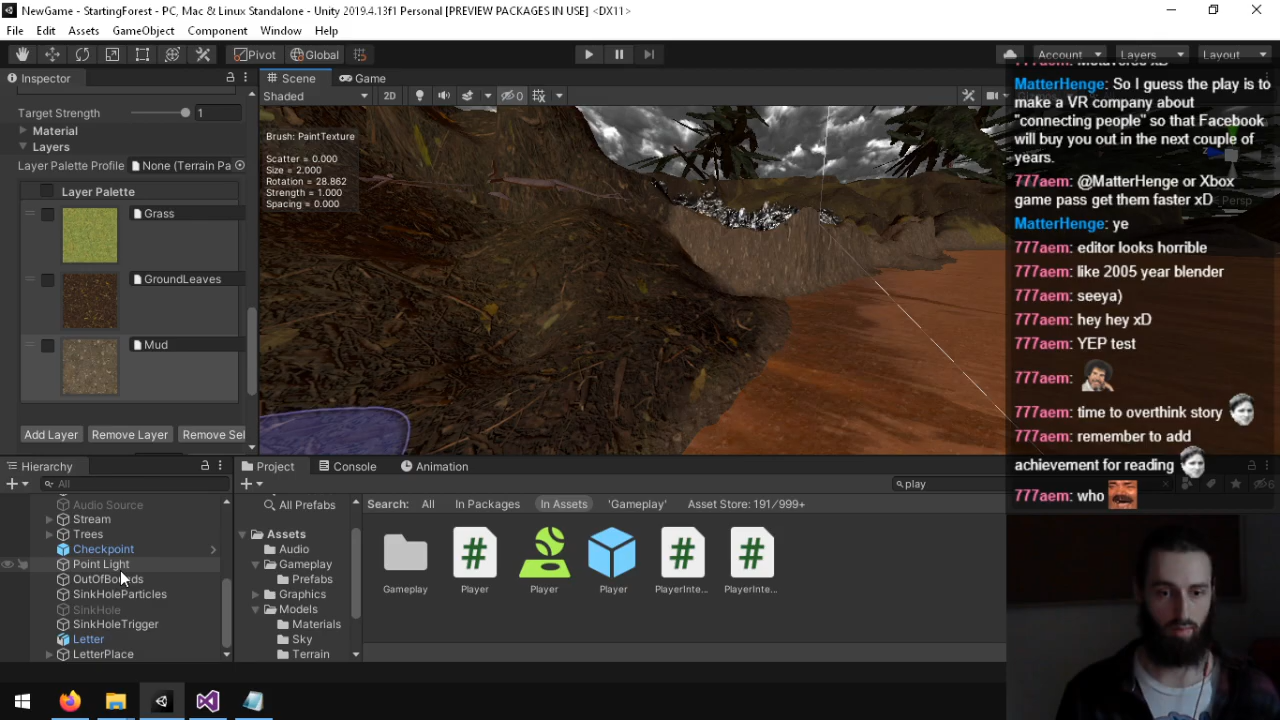 NewGame - StartingForest - PC, Mac & Linux Standalone - Unity 2019.4.13f1 Personal [PREVIEW PACKAGES IN USE] <DX11>
File Edit Assets GameObject Component Window Help
Pivot Global Account Layers Layout
Inspector
Scene Game
Shaded 2D 0
Target Strength 1
Material
Layers
Layer Palette Profile None (Terrain Pa
Layer Palette
Grass
GroundLeaves
Mud
Add Layer Remove Layer Remove Sel
Brush: PaintTexture
Scatter = 0.000
Size = 2.000
Rotation = 28.862
Strength = 1.000
Spacing = 0.000
Persp
MatterHenge: So I guess the play is to
make a VR company about
"connecting people" so that Facebook
will buy you out in the next couple of
years.
777aem: @MatterHenge or Xbox
game pass get them faster xD
MatterHenge: ye
777aem: editor looks horrible
777aem: like 2005 year blender
777aem: seeya)
777aem: hey hey xD
777aem: YEP test
777aem:
777aem: time to overthink story
777aem: remember to add
achievement for reading
777aem: who
Hierarchy
All
Audio Source
Stream
Trees
Checkpoint
Point Light
OutOfBounds
SinkHoleParticles
SinkHole
SinkHoleTrigger
Letter
LetterPlace
Project Console Animation
play
All Prefabs
Assets
Audio
Gameplay
Prefabs
Graphics
Models
Materials
Sky
Terrain
Search: All In Packages In Assets 'Gameplay' Asset Store: 191/999+
Gameplay Player Player Player PlayerInte... PlayerInte...